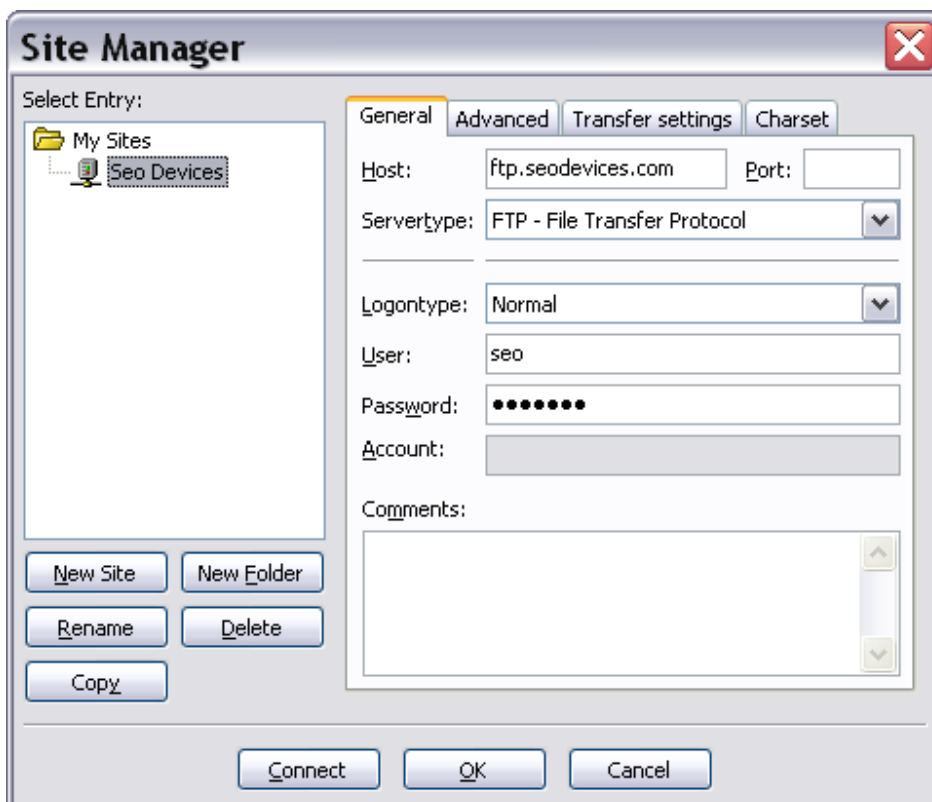 Site Manager
Select Entry:
My Sites
Seo Devices
New Site
New Folder
Rename
Delete
Copy
General
Advanced
Transfer settings
Charset
Host:
ftp.seodevices.com
Port:
Servertype:
FTP - File Transfer Protocol
Logontype:
Normal
User:
seo
Password:
•••••••
Account:
Comments:
Connect
OK
Cancel